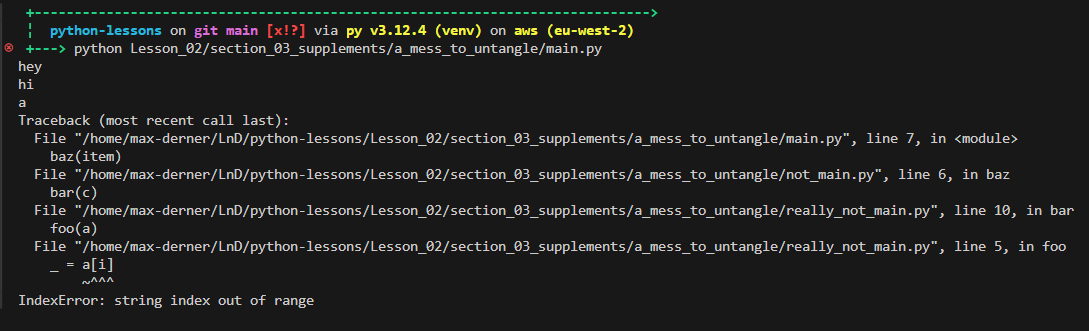 +----------------------------------------------------------------------------->
¦  python-lessons on git main [x!?] via py v3.12.4 (venv) on aws (eu-west-2)
+---> python Lesson_02/section_03_supplements/a_mess_to_untangle/main.py
hey
hi
a
Traceback (most recent call last):
  File "/home/max-derner/LnD/python-lessons/Lesson_02/section_03_supplements/a_mess_to_untangle/main.py", line 7, in <module>
    baz(item)
  File "/home/max-derner/LnD/python-lessons/Lesson_02/section_03_supplements/a_mess_to_untangle/not_main.py", line 6, in baz
    bar(c)
  File "/home/max-derner/LnD/python-lessons/Lesson_02/section_03_supplements/a_mess_to_untangle/really_not_main.py", line 10, in bar
    foo(a)
  File "/home/max-derner/LnD/python-lessons/Lesson_02/section_03_supplements/a_mess_to_untangle/really_not_main.py", line 5, in foo
    _ = a[i]
        ~^^^
IndexError: string index out of range